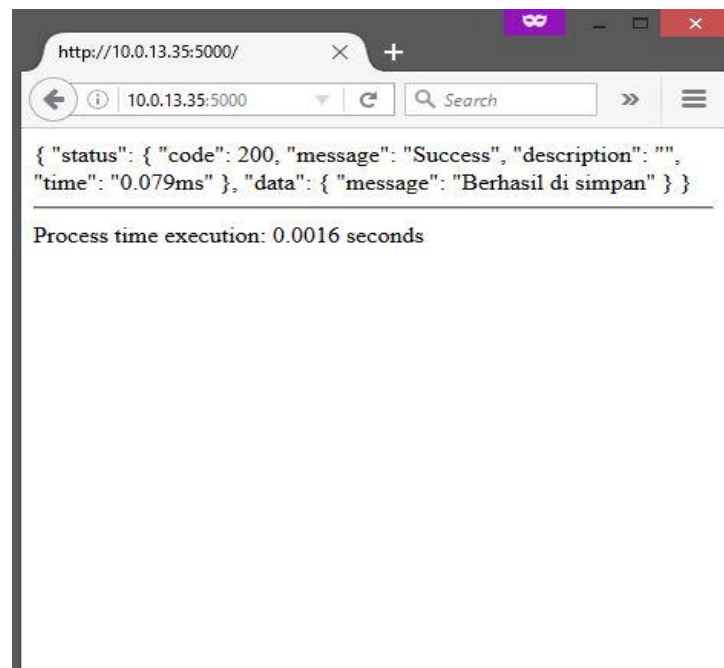 http://10.0.13.35:5000/
10.0.13.35:5000
Search
{ "status": { "code": 200, "message": "Success", "description": "",
"time": "0.079ms" }, "data": { "message": "Berhasil di simpan" } }
Process time execution: 0.0016 seconds